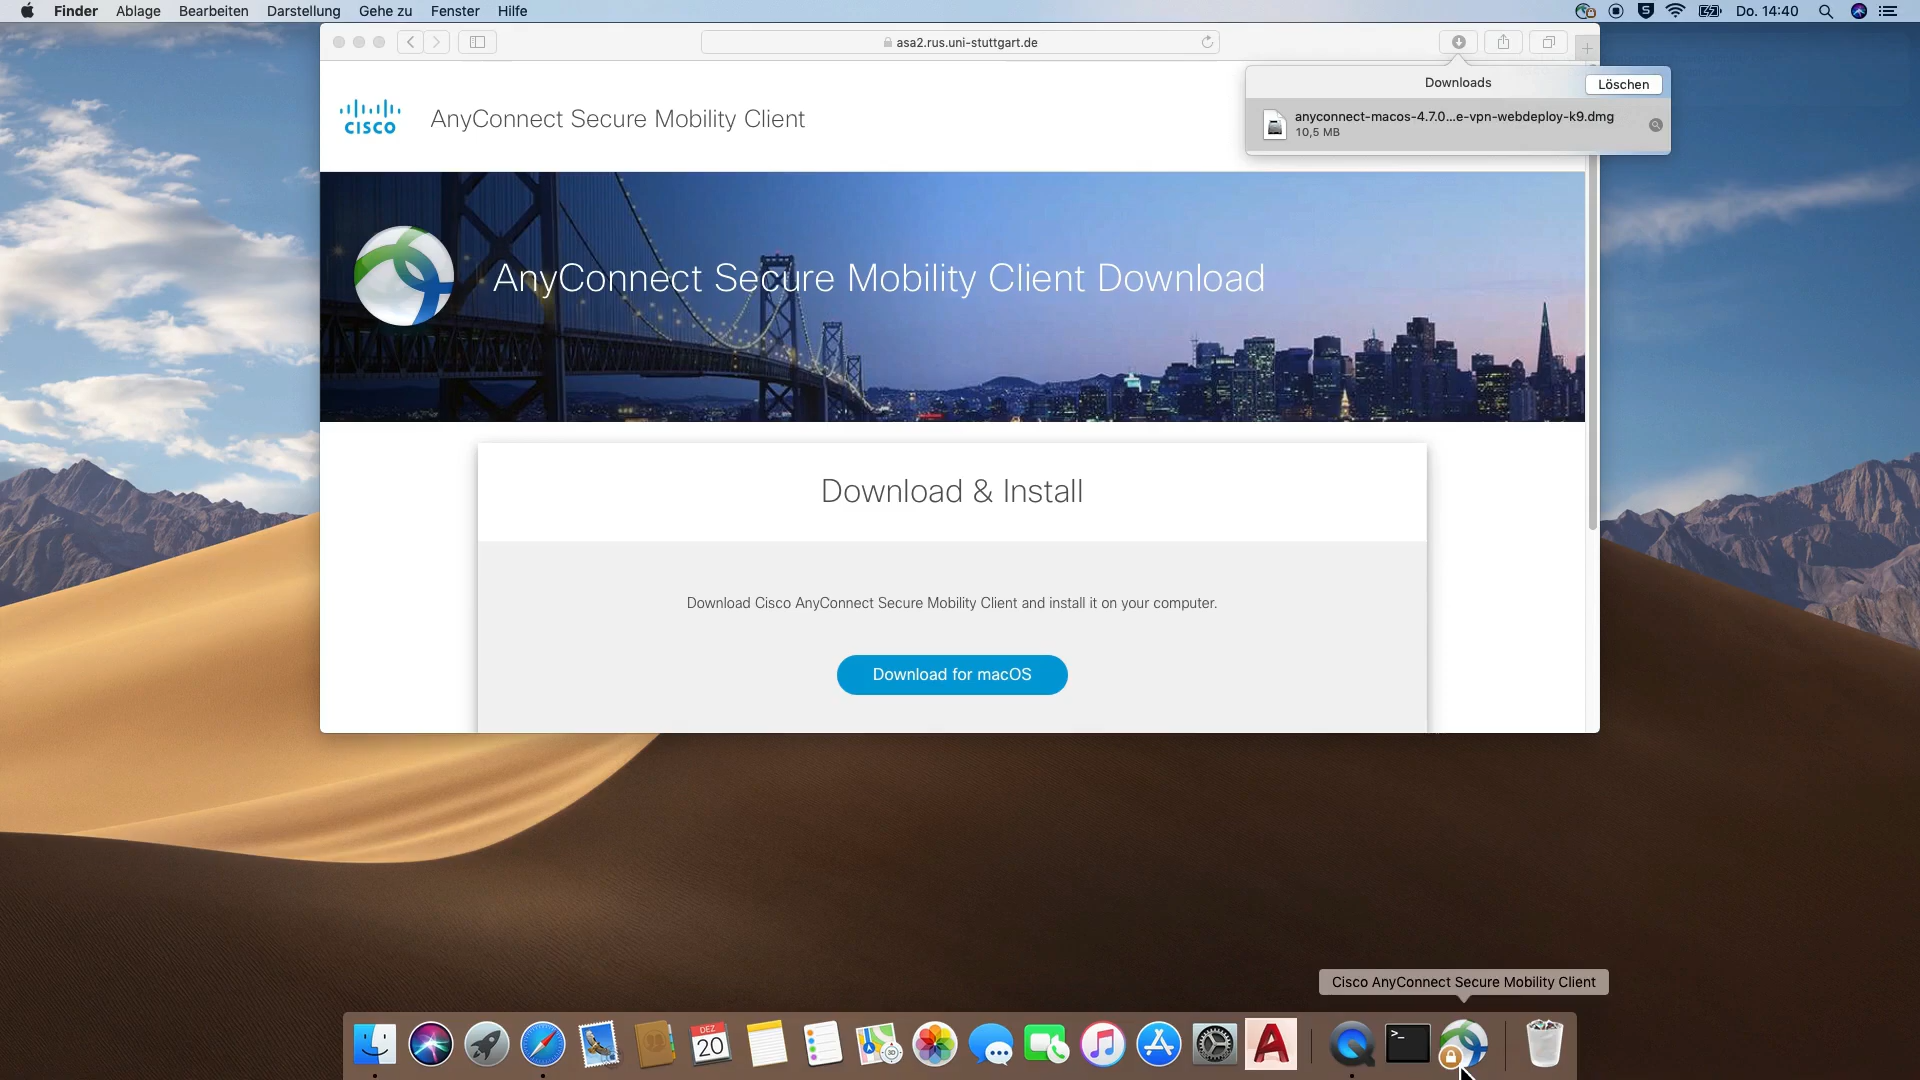 Finder Ablage Bearbeiten Darstellung Gehe zu Fenster Hilfe
S
Do. 14:40
asa2.rus.uni-stuttgart.de
Downloads
Löschen
anyconnect-macos-4.7.0...e-vpn-webdeploy-k9.dmg
10,5 MB
CISCO
AnyConnect Secure Mobility Client
AnyConnect Secure Mobility Client Download
Download & Install
Download Cisco AnyConnect Secure Mobility Client and install it on your computer.
Download for macOS
Cisco AnyConnect Secure Mobility Client
DEZ
20
3D
>_